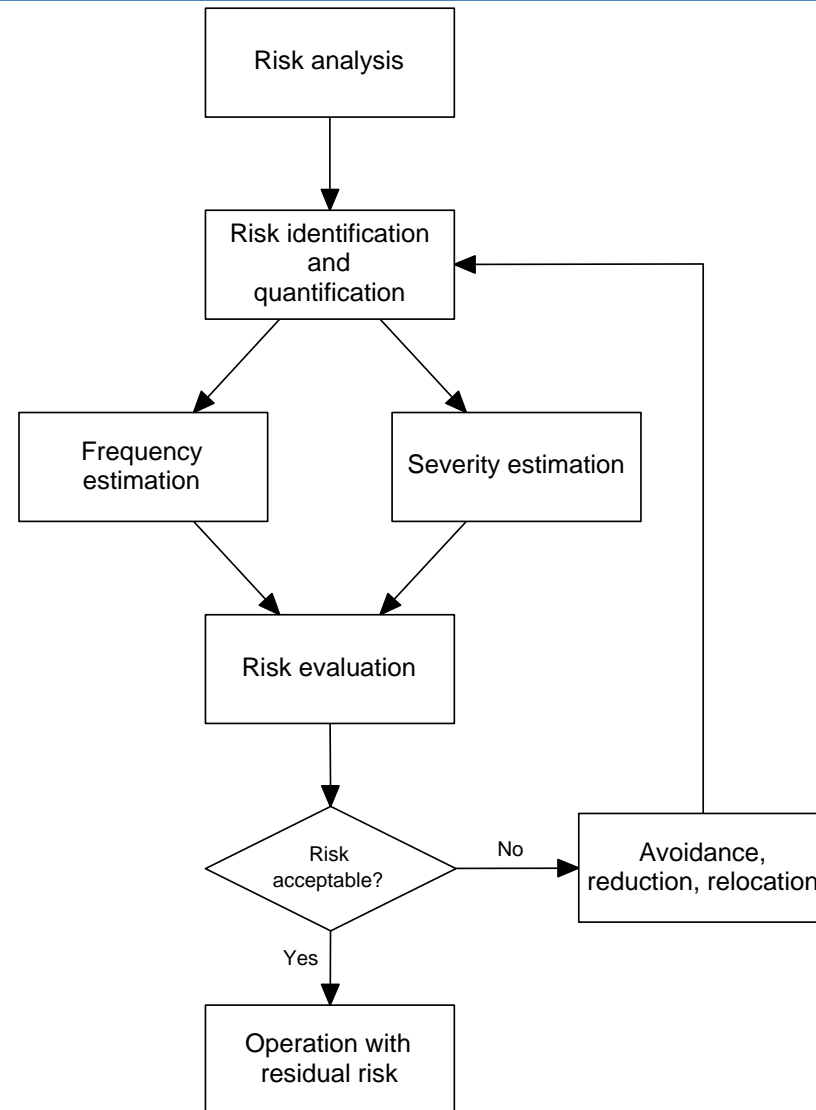 Risk analysis
Risk identification
and
quantification
Frequency
estimation
Severity estimation
Risk evaluation
Risk
acceptable?
No
Avoidance,
reduction, relocation
Yes
Operation with
residual risk